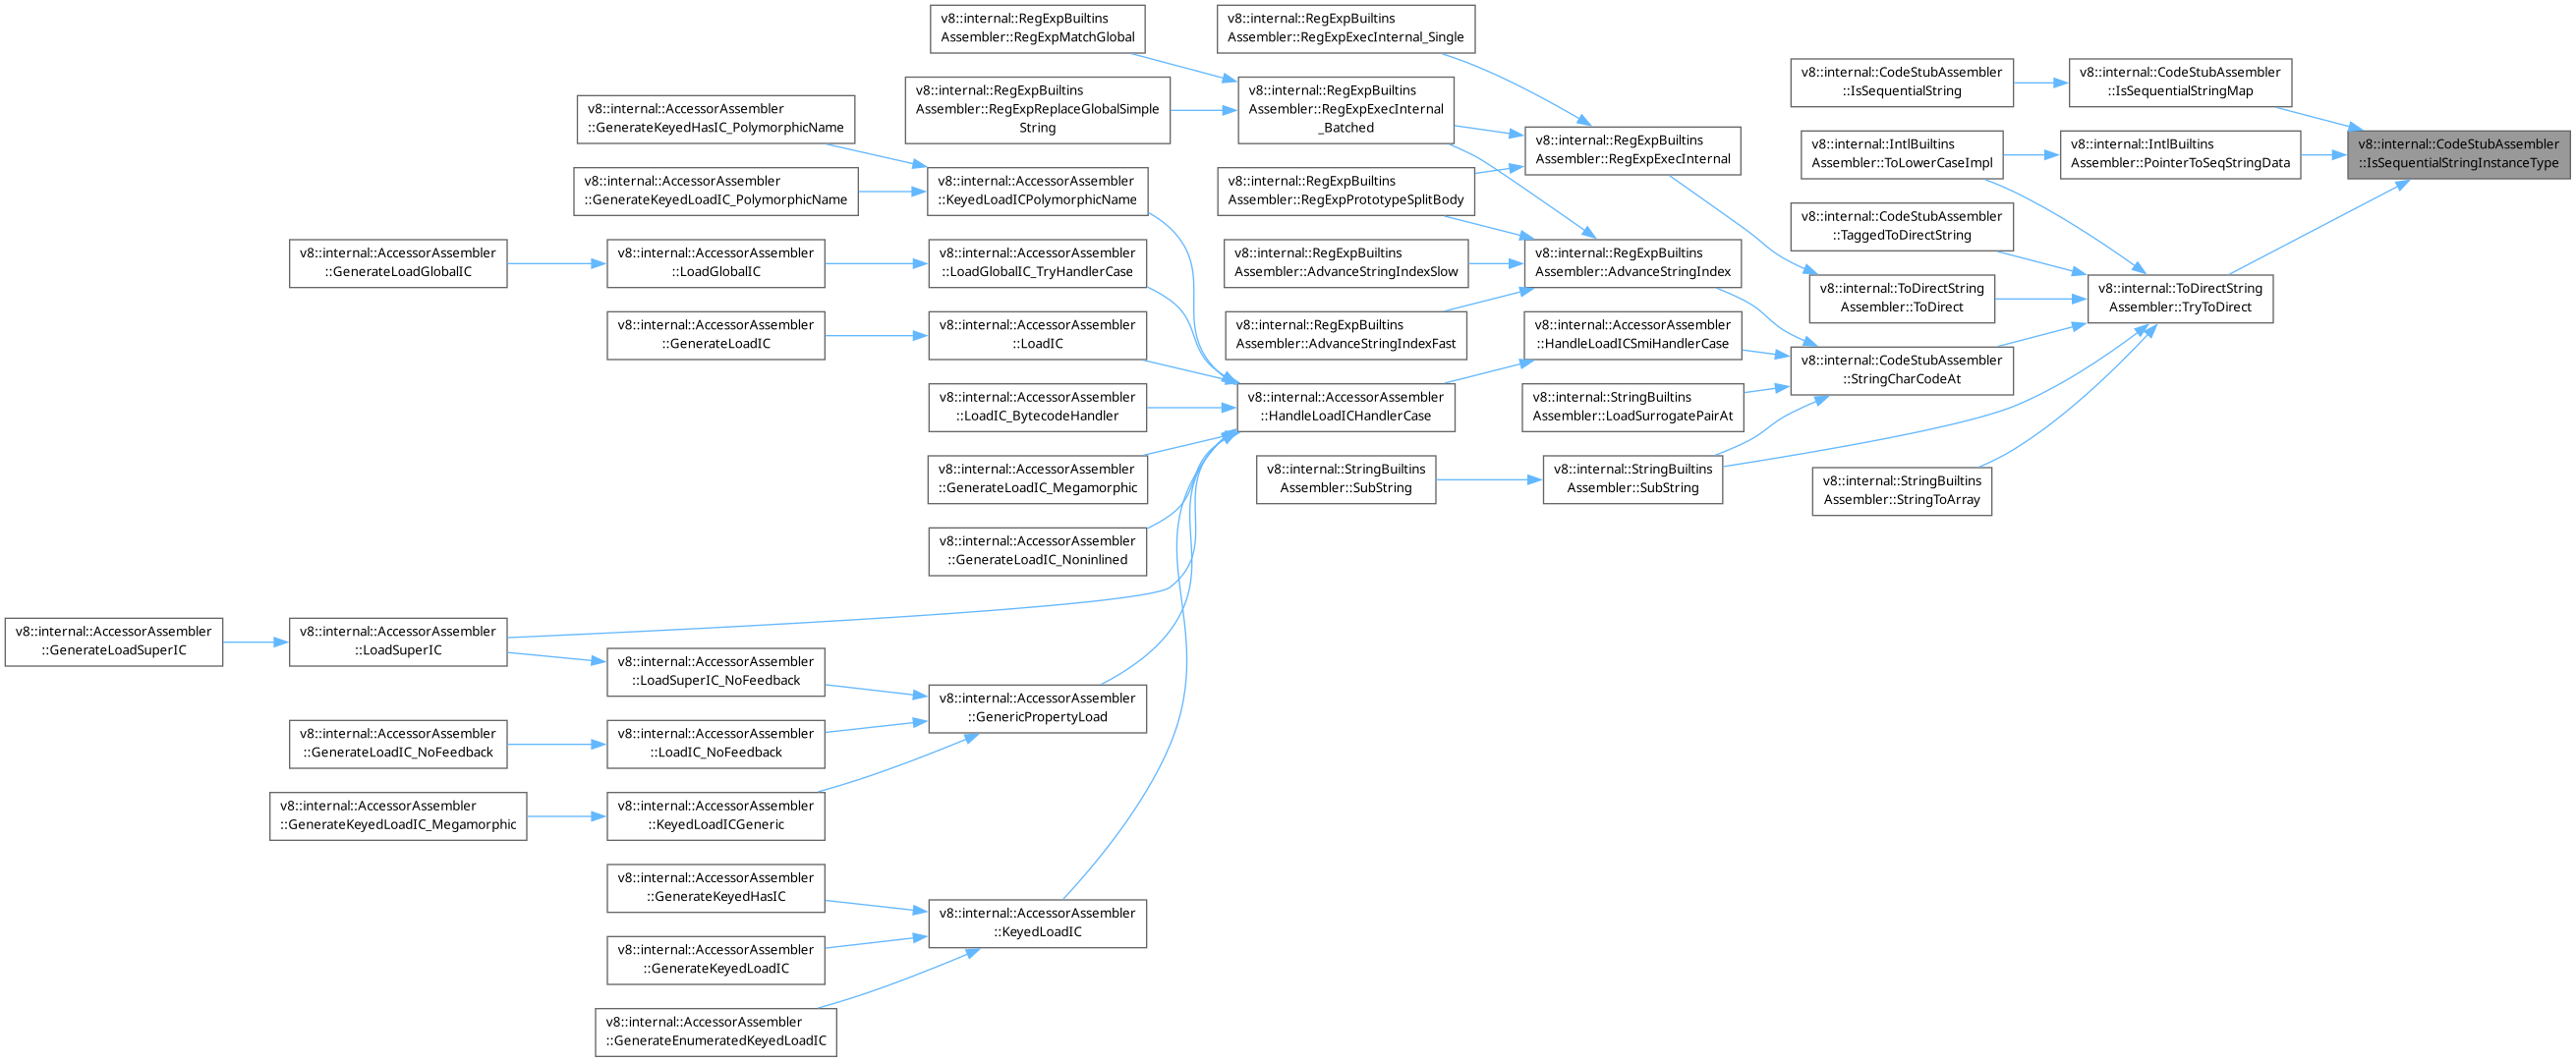 v8::internal::RegExpBuiltins
Assembler::RegExpMatchGlobal
v8::internal::RegExpBuiltins
Assembler::RegExpExecInternal_Single
v8::internal::CodeStubAssembler
::IsSequentialString
v8::internal::CodeStubAssembler
::IsSequentialStringMap
v8::internal::RegExpBuiltins
Assembler::RegExpReplaceGlobalSimple
String
v8::internal::RegExpBuiltins
Assembler::RegExpExecInternal
_Batched
v8::internal::AccessorAssembler
::GenerateKeyedHasIC_PolymorphicName
v8::internal::RegExpBuiltins
Assembler::RegExpExecInternal
v8::internal::IntlBuiltins
Assembler::ToLowerCaseImpl
v8::internal::IntlBuiltins
Assembler::PointerToSeqStringData
v8::internal::CodeStubAssembler
::IsSequentialStringInstanceType
v8::internal::AccessorAssembler
::GenerateKeyedLoadIC_PolymorphicName
v8::internal::AccessorAssembler
::KeyedLoadICPolymorphicName
v8::internal::RegExpBuiltins
Assembler::RegExpPrototypeSplitBody
v8::internal::CodeStubAssembler
::TaggedToDirectString
v8::internal::AccessorAssembler
::GenerateLoadGlobalIC
v8::internal::AccessorAssembler
::LoadGlobalIC
v8::internal::AccessorAssembler
::LoadGlobalIC_TryHandlerCase
v8::internal::RegExpBuiltins
Assembler::AdvanceStringIndexSlow
v8::internal::RegExpBuiltins
Assembler::AdvanceStringIndex
v8::internal::ToDirectString
Assembler::ToDirect
v8::internal::ToDirectString
Assembler::TryToDirect
v8::internal::AccessorAssembler
::GenerateLoadIC
v8::internal::AccessorAssembler
::LoadIC
v8::internal::RegExpBuiltins
Assembler::AdvanceStringIndexFast
v8::internal::AccessorAssembler
::HandleLoadICSmiHandlerCase
v8::internal::CodeStubAssembler
::StringCharCodeAt
v8::internal::AccessorAssembler
::LoadIC_BytecodeHandler
v8::internal::AccessorAssembler
::HandleLoadICHandlerCase
v8::internal::StringBuiltins
Assembler::LoadSurrogatePairAt
v8::internal::AccessorAssembler
::GenerateLoadIC_Megamorphic
v8::internal::StringBuiltins
Assembler::SubString
v8::internal::StringBuiltins
Assembler::SubString
v8::internal::StringBuiltins
Assembler::StringToArray
v8::internal::AccessorAssembler
::GenerateLoadIC_Noninlined
v8::internal::AccessorAssembler
::GenerateLoadSuperIC
v8::internal::AccessorAssembler
::LoadSuperIC
v8::internal::AccessorAssembler
::LoadSuperIC_NoFeedback
v8::internal::AccessorAssembler
::GenericPropertyLoad
v8::internal::AccessorAssembler
::GenerateLoadIC_NoFeedback
v8::internal::AccessorAssembler
::LoadIC_NoFeedback
v8::internal::AccessorAssembler
::GenerateKeyedLoadIC_Megamorphic
v8::internal::AccessorAssembler
::KeyedLoadICGeneric
v8::internal::AccessorAssembler
::GenerateKeyedHasIC
v8::internal::AccessorAssembler
::KeyedLoadIC
v8::internal::AccessorAssembler
::GenerateKeyedLoadIC
v8::internal::AccessorAssembler
::GenerateEnumeratedKeyedLoadIC